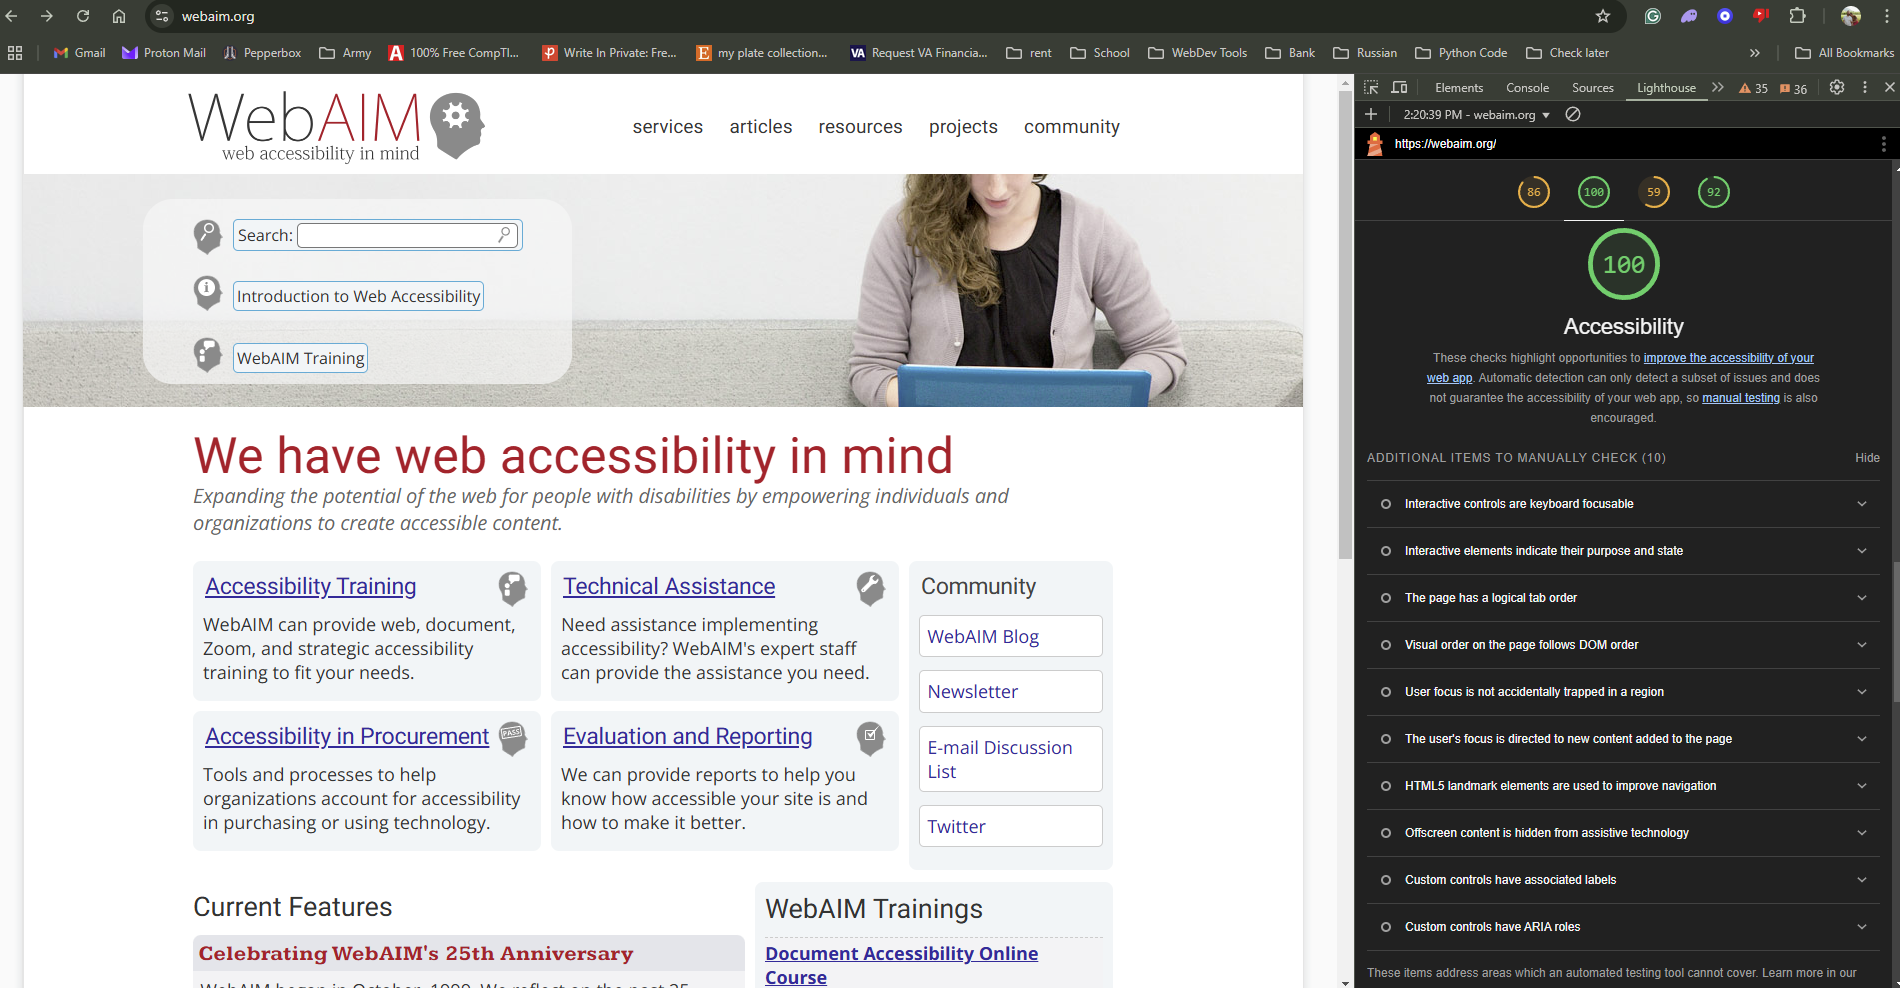 webaim.org
Gmail
Proton Mail
Pepperbox
Army
100% Free CompTI...
Write In Private: Fre...
my plate collection...
VA
Request VA Financia...
rent
School
WebDev Tools
Bank
Russian
Python Code
Check later
All Bookmarks
WebAIM
web accessibility in mind
services
articles
resources
projects
community
Search:
Introduction to Web Accessibility
WebAIM Training
We have web accessibility in mind
Expanding the potential of the web for people with disabilities by empowering individuals and
organizations to create accessible content.
Accessibility Training
WebAIM can provide web, document,
Zoom, and strategic accessibility
training to fit your needs.
Technical Assistance
Need assistance implementing
accessibility? WebAIM's expert staff
can provide the assistance you need.
Accessibility in Procurement
PASS
Tools and processes to help
organizations account for accessibility
in purchasing or using technology.
Evaluation and Reporting
We can provide reports to help you
know how accessible your site is and
how to make it better.
Community
WebAIM Blog
Newsletter
E-mail Discussion
List
Twitter
Current Features
Celebrating WebAIM's 25th Anniversary
WebAIM began in October, 1999. We reflect on the past 25
WebAIM Trainings
Document Accessibility Online
Course
Elements
Console
Sources
Lighthouse
35
36
2:20:39 PM - webaim.org
https://webaim.org/
86
100
59
92
100
Accessibility
These checks highlight opportunities to improve the accessibility of your
web app. Automatic detection can only detect a subset of issues and does
not guarantee the accessibility of your web app, so manual testing is also
encouraged.
ADDITIONAL ITEMS TO MANUALLY CHECK (10)
Hide
Interactive controls are keyboard focusable
Interactive elements indicate their purpose and state
The page has a logical tab order
Visual order on the page follows DOM order
User focus is not accidentally trapped in a region
The user's focus is directed to new content added to the page
HTML5 landmark elements are used to improve navigation
Offscreen content is hidden from assistive technology
Custom controls have associated labels
Custom controls have ARIA roles
These items address areas which an automated testing tool cannot cover. Learn more in our